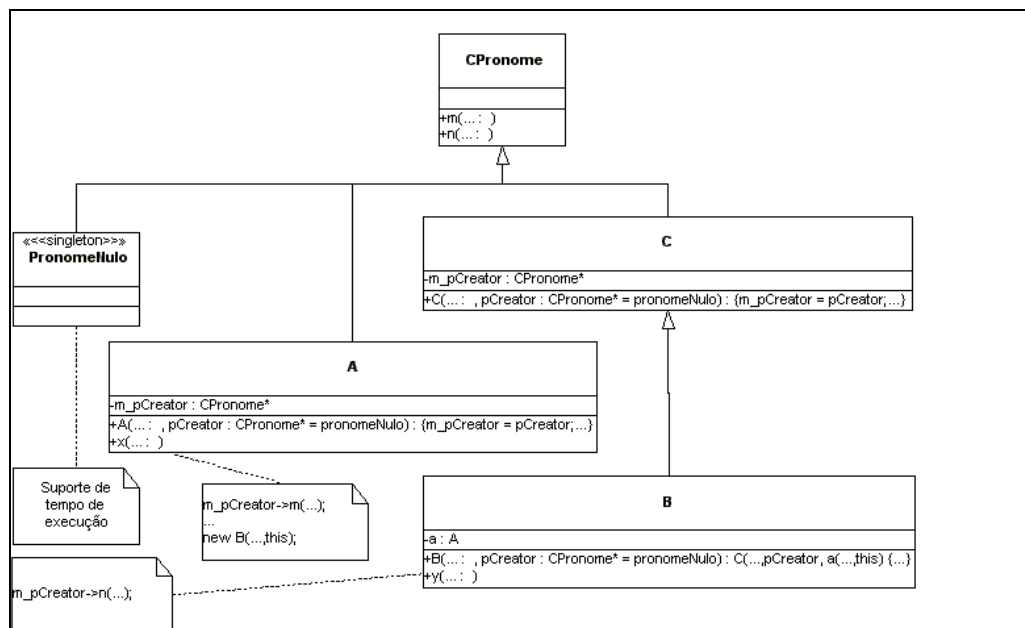 CPronome
+m(...: )
+n(...: )
«<<singleton>>»
PronomeNulo
C
-m_pCreator : CPronome*
+C(...: , pCreator : CPronome* = pronomeNulo) : {m_pCreator = pCreator;...}
A
-m_pCreator : CPronome*
+A(...: , pCreator : CPronome* = pronomeNulo) : {m_pCreator = pCreator;...}
+x(...: )
Suporte de
tempo de
execução
m_pCreator->m(...);
...
new B(...,this);
B
-a : A
+B(...: , pCreator : CPronome* = pronomeNulo) : C(...,pCreator, a(...,this) {...}
+y(...: )
m_pCreator->n(...);